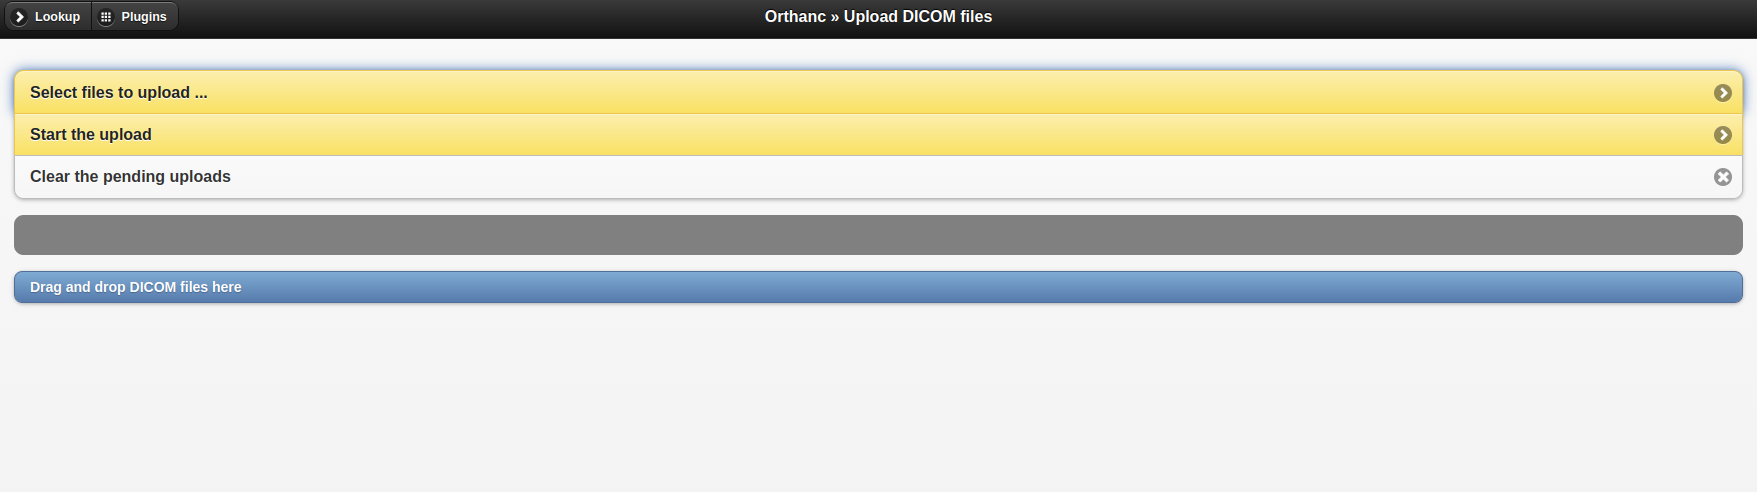 Lookup
Plugins
Orthanc » Upload DICOM files
Select files to upload ...
Start the upload
Clear the pending uploads
Drag and drop DICOM files here